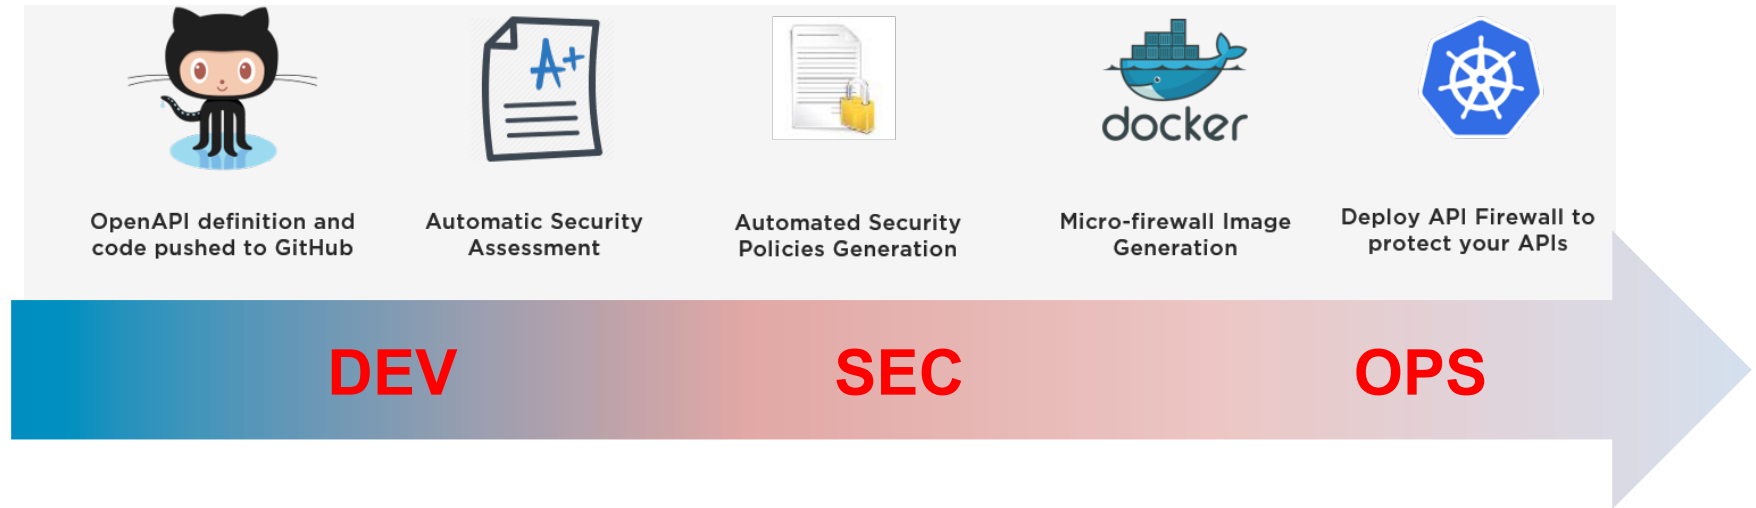 A+
docker
OpenAPI definition and
code pushed to GitHub
Automatic Security
Assessment
Automated Security
Policies Generation
Micro-firewall Image
Generation
Deploy API Firewall to
protect your APIs
DEV
SEC
OPS